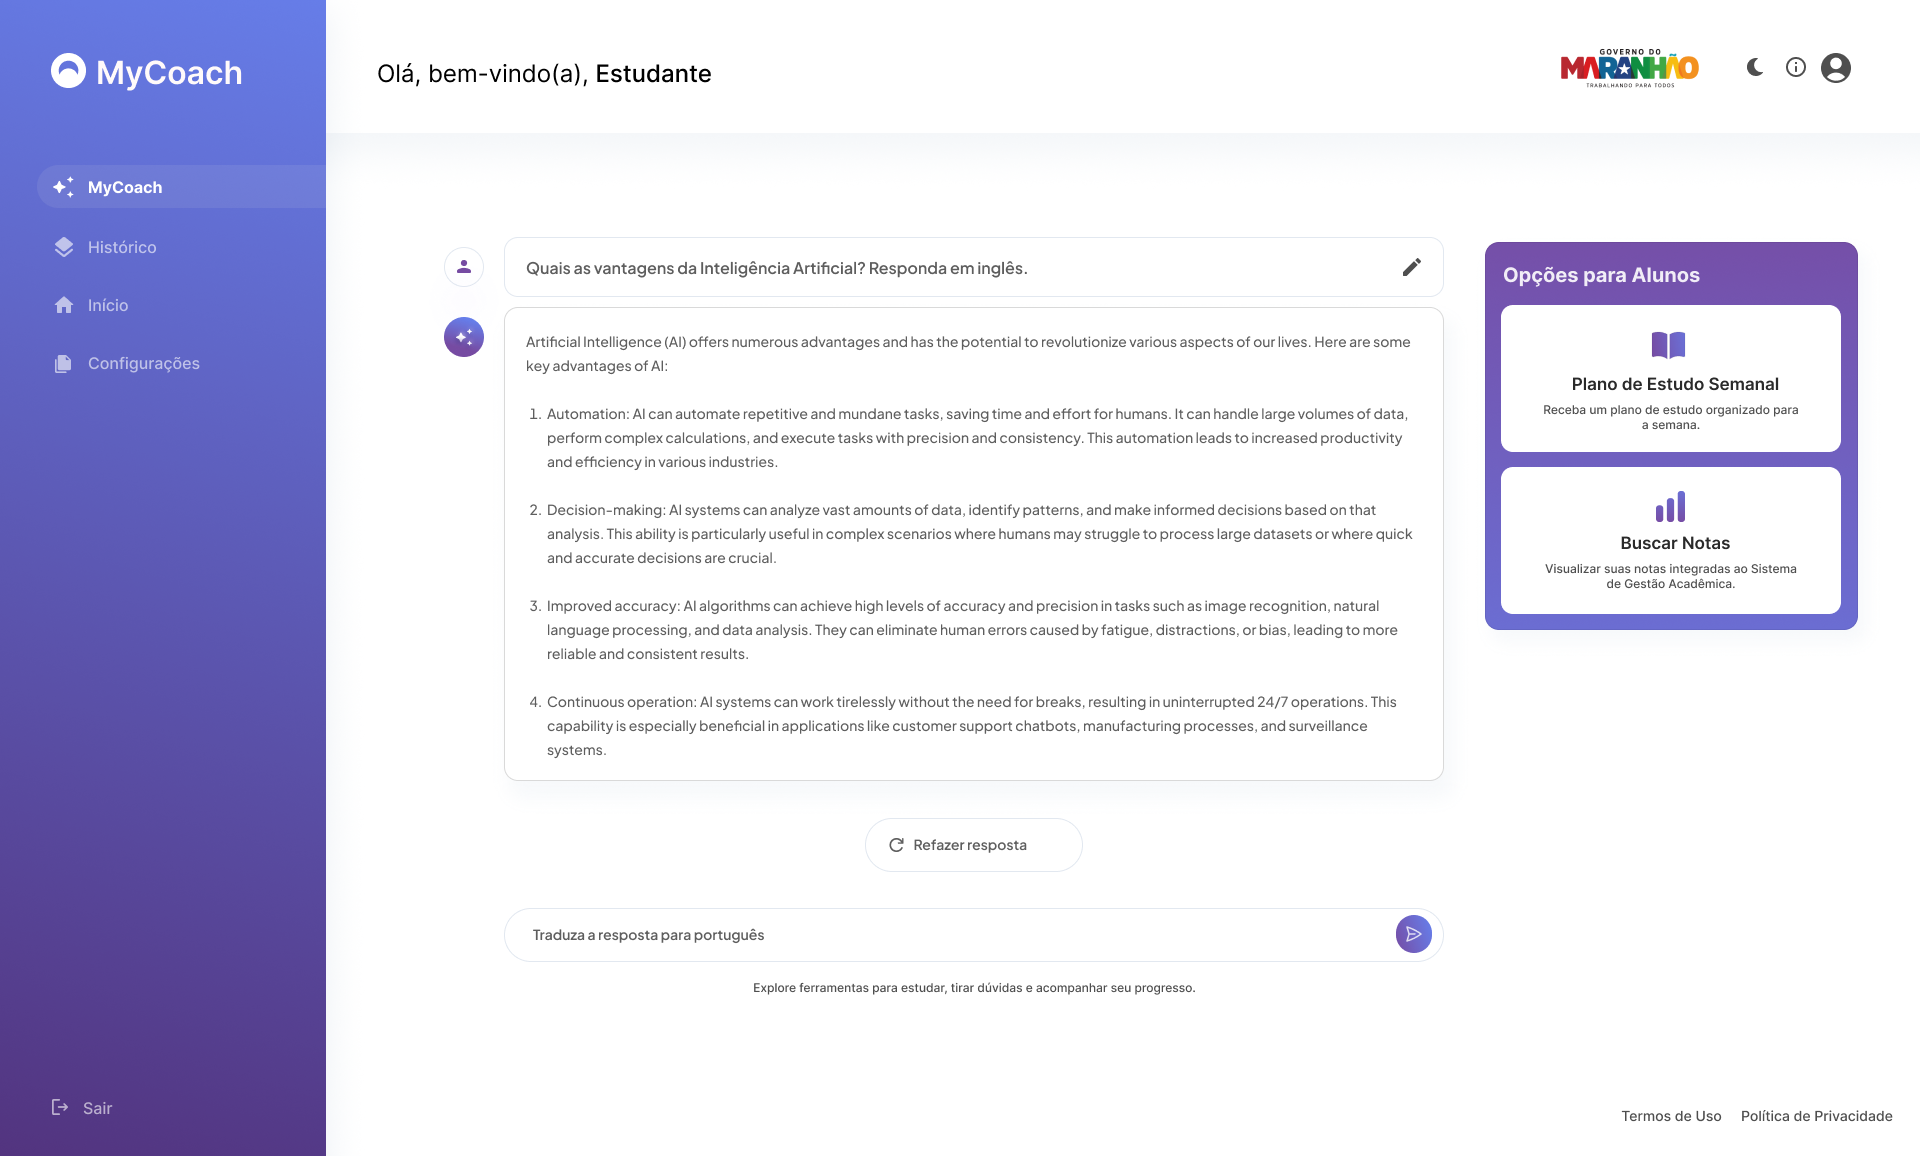 MyCoach
Olá, bem-vindo(a), Estudante
GOVERNO DO
MARANHÃO
TRABALHANDO PARA TODOS
MyCoach
Histórico
Início
Configurações
Sair
Quais as vantagens da Inteligência Artificial? Responda em inglês.
Artificial Intelligence (AI) offers numerous advantages and has the potential to revolutionize various aspects of our lives. Here are some
key advantages of AI:
1. Automation: AI can automate repetitive and mundane tasks, saving time and effort for humans. It can handle large volumes of data,
perform complex calculations, and execute tasks with precision and consistency. This automation leads to increased productivity
and efficiency in various industries.
2. Decision-making: AI systems can analyze vast amounts of data, identify patterns, and make informed decisions based on that
analysis. This ability is particularly useful in complex scenarios where humans may struggle to process large datasets or where quick
and accurate decisions are crucial.
3. Improved accuracy: AI algorithms can achieve high levels of accuracy and precision in tasks such as image recognition, natural
language processing, and data analysis. They can eliminate human errors caused by fatigue, distractions, or bias, leading to more
reliable and consistent results.
4. Continuous operation: AI systems can work tirelessly without the need for breaks, resulting in uninterrupted 24/7 operations. This
capability is especially beneficial in applications like customer support chatbots, manufacturing processes, and surveillance
systems.
Refazer resposta
Traduza a resposta para português
Explore ferramentas para estudar, tirar dúvidas e acompanhar seu progresso.
Opções para Alunos
Plano de Estudo Semanal
Receba um plano de estudo organizado para
a semana.
Buscar Notas
Visualizar suas notas integradas ao Sistema
de Gestão Acadêmica.
Termos de Uso
Política de Privacidade